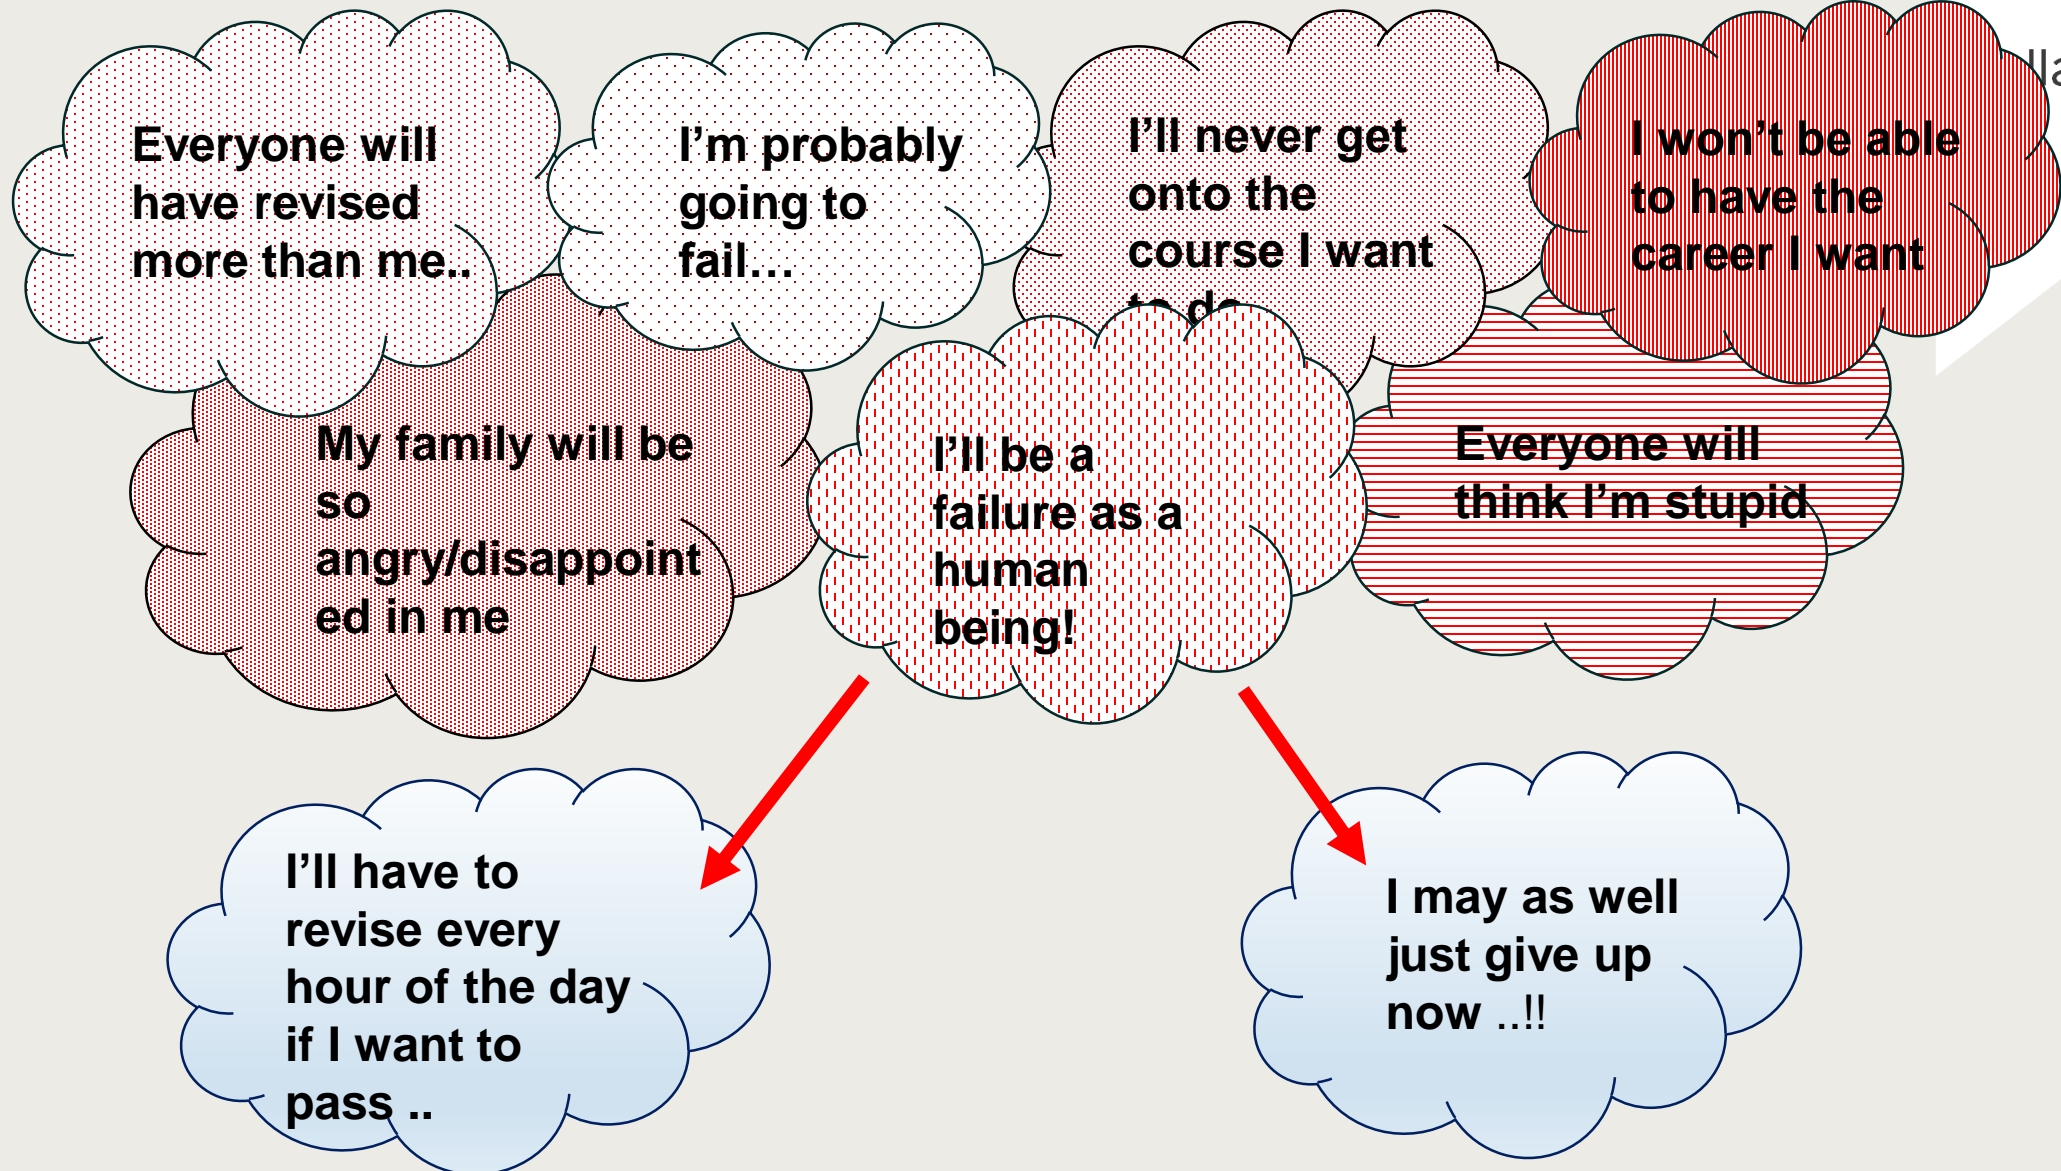 Everyone will
have revised
more than me..
I'm probably
going to
fail…
I'll never get
onto the
course I want
to do
I won't be able
to have the
career I want
My family will be
so
angry/disappoint
ed in me
I'll be a
failure as a
human
being!
Everyone will
think I'm stupid
I'll have to
revise every
hour of the day
if I want to
pass ..
I may as well
just give up
now ..!!